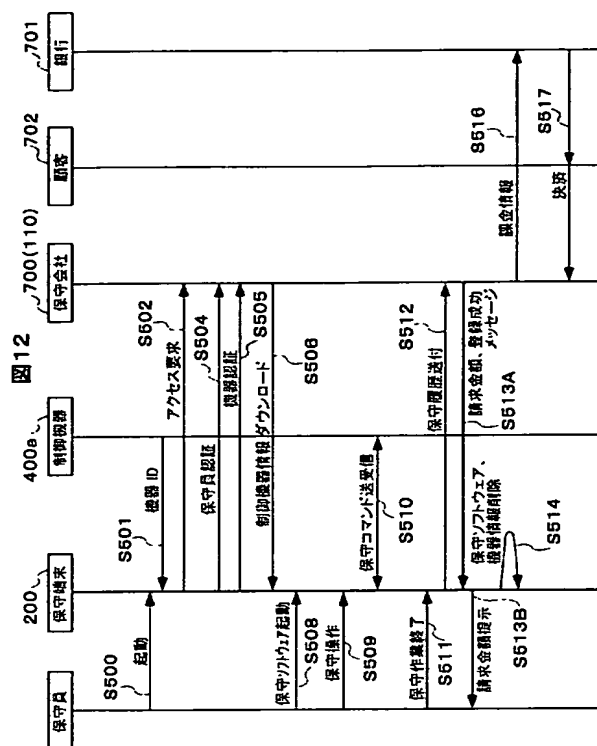 図12
保守員
200
保守端末
400a
制御機器
700(110)
保守会社
702
顧客
701
銀行
起動
S500
機器 ID
S501
アクセス要求
S502
保守員認証
S504
機器認証
S505
制御機器情報 ダウンロード
S506
保守ソフトウェア起動
S508
保守操作
S509
保守コマンド送受信
S510
保守作業終了
S511
保守履歴送付
S512
請求金額、登録成功
メッセージ
S513A
請求金額提示
S513B
保守ソフトウェア、
機器情報削除
S514
課金情報
S516
決済
S517